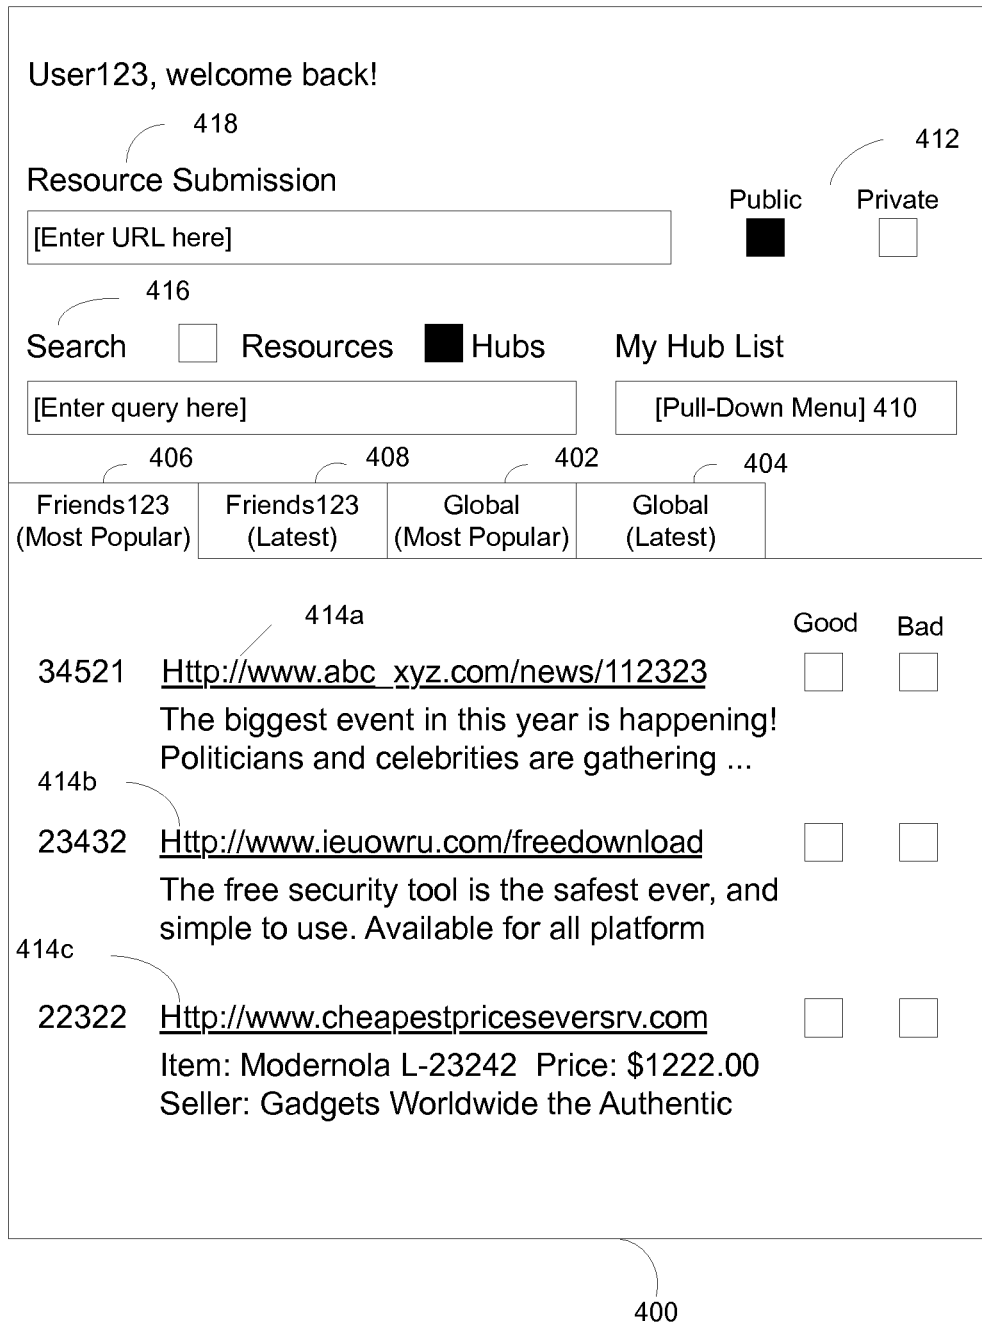 User123, welcome back!
418
412
Resource Submission
Public Private
[Enter URL here]
416
Search Resources Hubs My Hub List
[Enter query here] [Pull-Down Menu] 410
406 408 402 404
Friends123 Friends123 Global Global
(Most Popular) (Latest) (Most Popular) (Latest)
414a Good Bad
34521 Http://www.abc_xyz.com/news/112323
The biggest event in this year is happening!
Politicians and celebrities are gathering ...
414b
23432 Http://www.ieuowru.com/freedownload
The free security tool is the safest ever, and
simple to use. Available for all platform
414c
22322 Http://www.cheapestpriceseversrv.com
Item: Modernola L-23242 Price: $1222.00
Seller: Gadgets Worldwide the Authentic
400